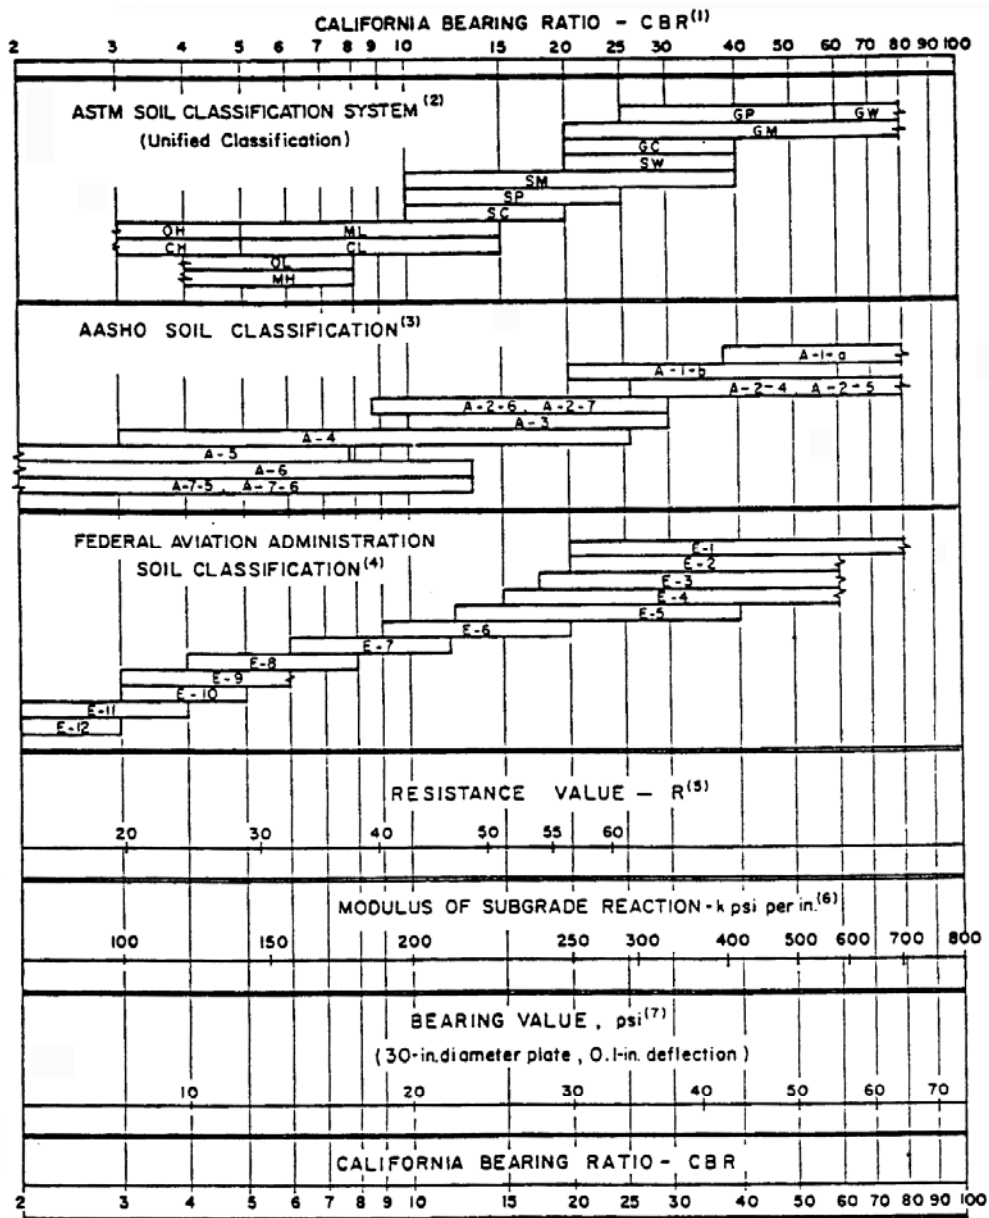 CALIFORNIA BEARING RATIO - CBR(1)
2 3 4 5 6 7 8 9 10 15 20 25 30 40 50 60 70 80 90 100
ASTM SOIL CLASSIFICATION SYSTEM(2)
(Unified Classification)
GP GW
GM
GC
SW
SM
SP
SC
OH ML
CH CL
OL
MH
AASHO SOIL CLASSIFICATION(3)
A-1-a
A-1-b
A-2-4, A-2-5
A-2-6, A-2-7
A-3
A-4
A-5
A-6
A-7-5, A-7-6
FEDERAL AVIATION ADMINISTRATION
SOIL CLASSIFICATION(4)
E-1
E-2
E-3
E-4
E-5
E-6
E-7
E-8
E-9
E-10
E-11
E-12
RESISTANCE VALUE - R(5)
20 30 40 50 55 60
MODULUS OF SUBGRADE REACTION-k psi per in.(6)
100 150 200 250 300 400 500 600 700 800
BEARING VALUE, psi(7)
(30-in.diameter plate, 0.1-in. deflection)
10 20 30 40 50 60 70
CALIFORNIA BEARING RATIO- CBR
2 3 4 5 6 7 8 9 10 15 20 25 30 40 50 60 70 80 90 100